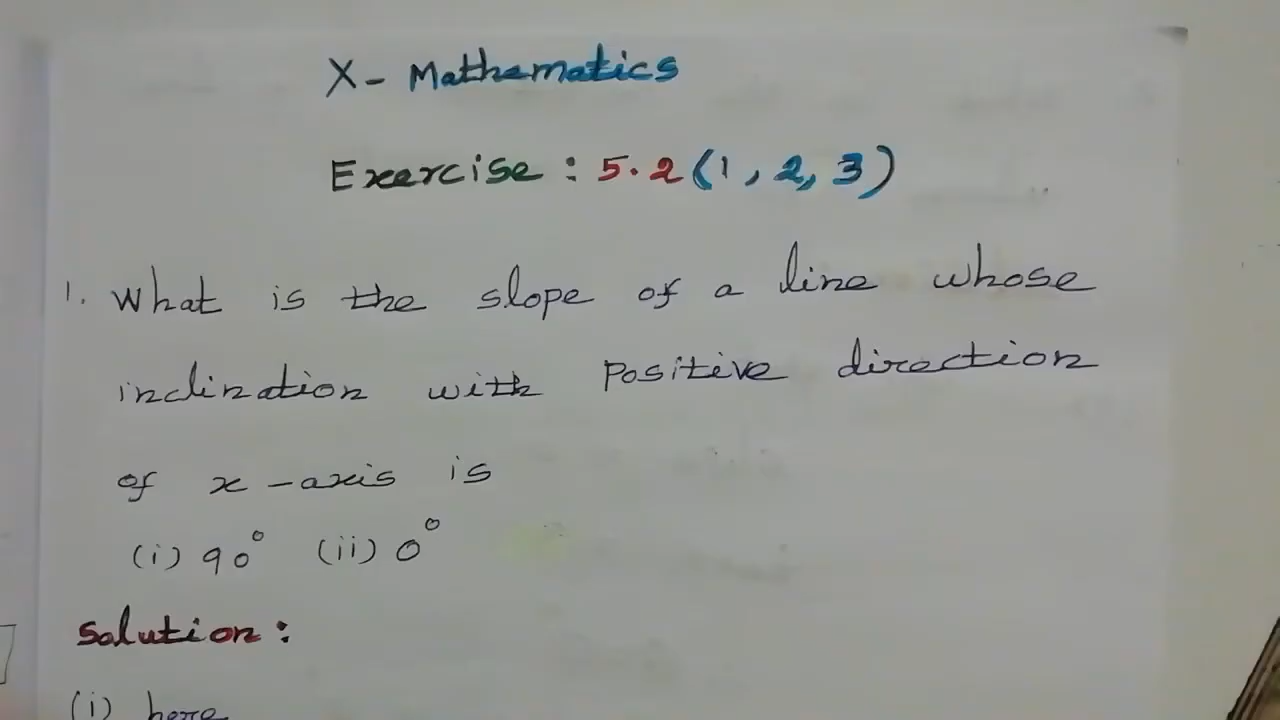 X - Mathematics
Exercise : 5.2 (1, 2, 3)
1. What is the slope of a line whose
inclination with Positive direction
of x - axis is
(i) 90° (ii) 0°
Solution :
(i) here